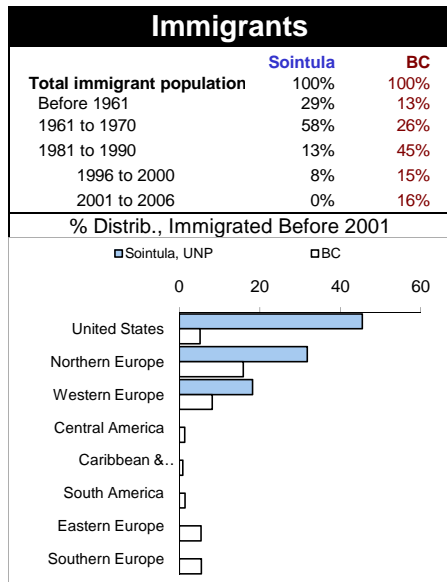 Immigrants
Sointula BC
Total immigrant population 100% 100%
Before 1961 29% 13%
1961 to 1970 58% 26%
1981 to 1990 13% 45%
1996 to 2000 8% 15%
2001 to 2006 0% 16%
% Distrib., Immigrated Before 2001
Sointula, UNP BC
0 20 40 60
United States
Northern Europe
Western Europe
Central America
Caribbean &..
South America
Eastern Europe
Southern Europe